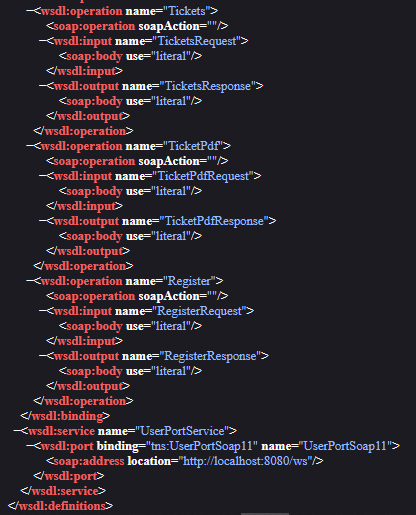 −<wsdl:operation name="Tickets">
<soap:operation soapAction=""/>
−<wsdl:input name="TicketsRequest">
<soap:body use="literal"/>
</wsdl:input>
−<wsdl:output name="TicketsResponse">
<soap:body use="literal"/>
</wsdl:output>
</wsdl:operation>
−<wsdl:operation name="TicketPdf">
<soap:operation soapAction=""/>
−<wsdl:input name="TicketPdfRequest">
<soap:body use="literal"/>
</wsdl:input>
−<wsdl:output name="TicketPdfResponse">
<soap:body use="literal"/>
</wsdl:output>
</wsdl:operation>
−<wsdl:operation name="Register">
<soap:operation soapAction=""/>
−<wsdl:input name="RegisterRequest">
<soap:body use="literal"/>
</wsdl:input>
−<wsdl:output name="RegisterResponse">
<soap:body use="literal"/>
</wsdl:output>
</wsdl:operation>
</wsdl:binding>
−<wsdl:service name="UserPortService">
−<wsdl:port binding="tns:UserPortSoap11" name="UserPortSoap11">
<soap:address location="http://localhost:8080/ws"/>
</wsdl:port>
</wsdl:service>
</wsdl:definitions>